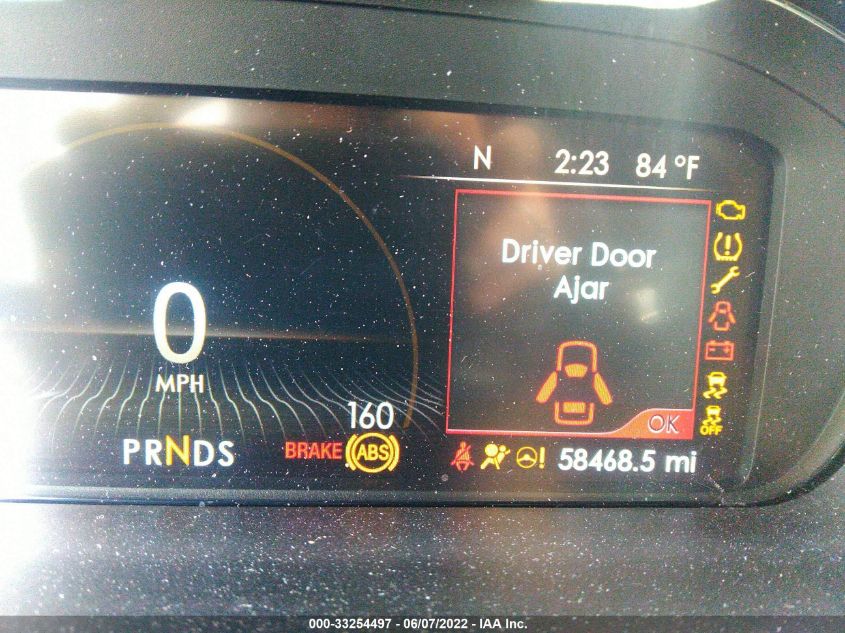 N 2:23 84 °F
Driver Door
Ajar
0
MPH
160
OK
OFF
PRNDS
BRAKE ABS
58468.5 mi
000-33254497 - 06/07/2022 - IAA Inc.